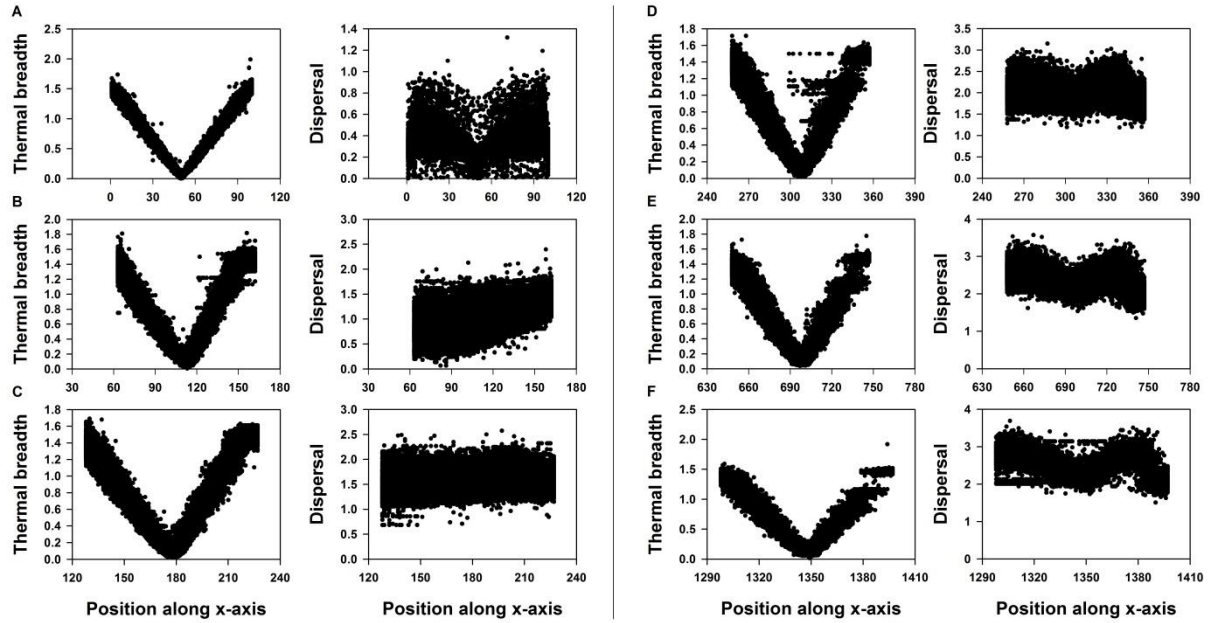 A
Thermal breadth
2.5
2.0
1.5
1.0
0.5
0.0
0 30 60 90 120
Dispersal
1.4
1.2
1.0
0.8
0.6
0.4
0.2
0.0
0 30 60 90 120
B
Thermal breadth
2.0
1.8
1.6
1.4
1.2
1.0
0.8
0.6
0.4
0.2
0.0
30 60 90 120 150 180
Dispersal
3.0
2.5
2.0
1.5
1.0
0.5
0.0
30 60 90 120 150 180
C
Thermal breadth
1.8
1.6
1.4
1.2
1.0
0.8
0.6
0.4
0.2
0.0
120 150 180 210 240
Position along x-axis
Dispersal
3.0
2.5
2.0
1.5
1.0
0.5
0.0
120 150 180 210 240
Position along x-axis
D
Thermal breadth
1.8
1.6
1.4
1.2
1.0
0.8
0.6
0.4
0.2
0.0
240 270 300 330 360 390
Dispersal
3.5
3.0
2.5
2.0
1.5
1.0
0.5
0.0
240 270 300 330 360 390
E
Thermal breadth
2.0
1.8
1.6
1.4
1.2
1.0
0.8
0.6
0.4
0.2
0.0
630 660 690 720 750 780
Dispersal
4
3
2
1
0
630 660 690 720 750 780
F
Thermal breadth
2.5
2.0
1.5
1.0
0.5
0.0
1290 1320 1350 1380 1410
Position along x-axis
Dispersal
4
3
2
1
0
1290 1320 1350 1380 1410
Position along x-axis